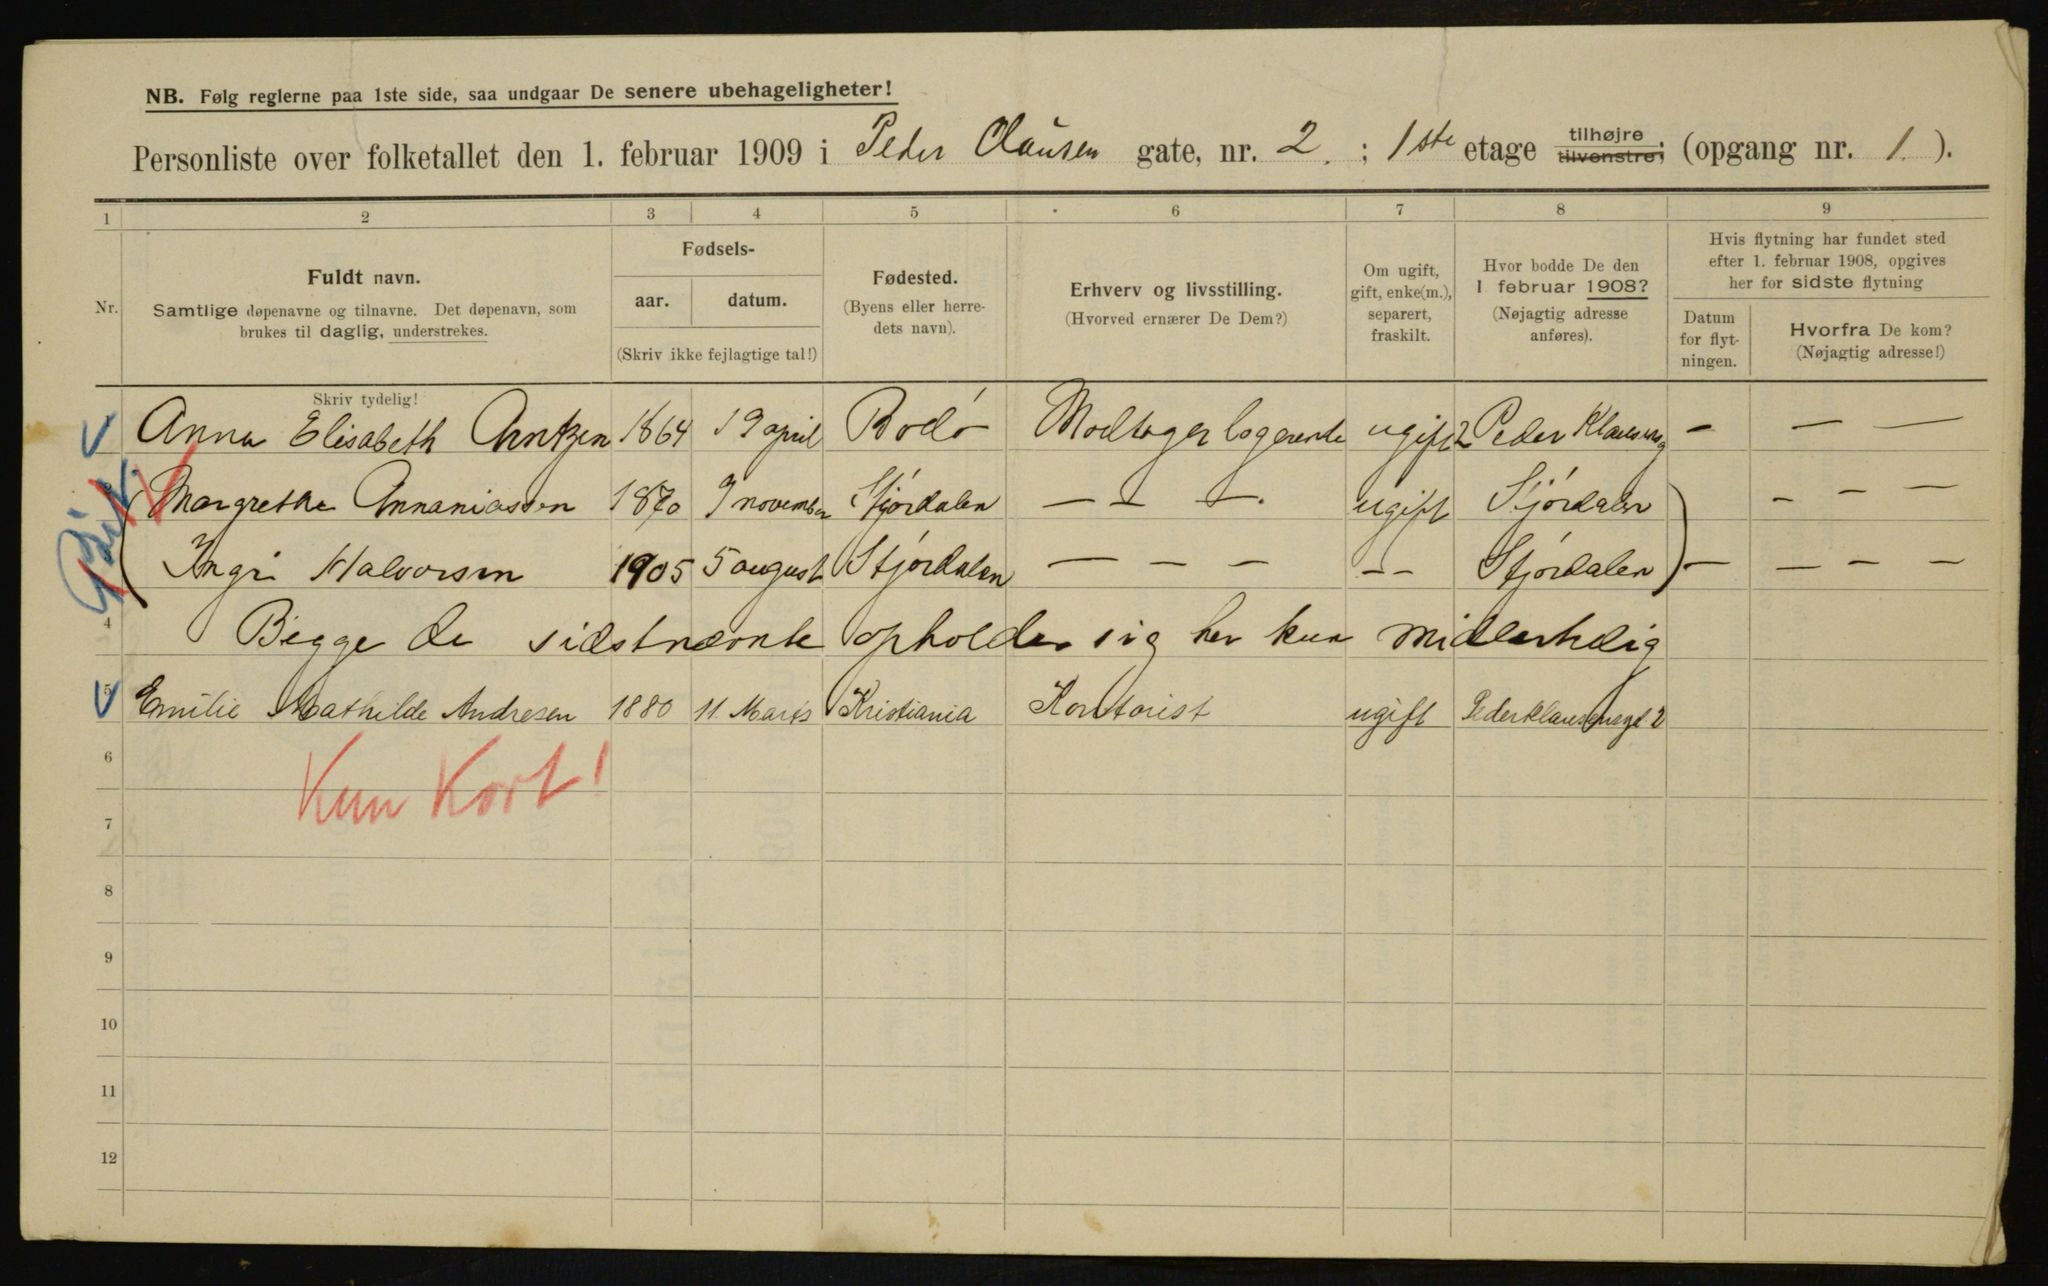 NB. Følg reglerne paa 1ste side, saa undgaar De senere ubehageligheter!
Personliste over folketallet den 1. februar 1909 i Peder Clausen gate, nr. 2. ; 1ste etage tilhøjre tilvenstre; (opgang nr. 1. ).
1 2 3 4 5 6 7 8 9
Nr.
Fuldt navn.
Samtlige døpenavne og tilnavne. Det døpenavn, som
brukes til daglig, understrekes.
Skriv tydelig!
Fødsels-
aar. datum.
(Skriv ikke fejlagtige tal!)
Fødested.
(Byens eller herre-
dets navn).
Erhverv og livsstilling.
(Hvorved ernærer De Dem?)
Om ugift,
gift, enke(m.),
separert,
fraskilt.
Hvor bodde De den
1. februar 1908?
(Nøjagtig adresse
anføres).
Hvis flytning har fundet sted
efter 1. februar 1908, opgives
her for sidste flytning
Datum
for flyt-
ningen.
Hvorfra De kom?
(Nøjagtig adresse!)
Anna Elisabeth Arntzen 1864 19 april Bodø Modtager logerende ugift 2 Peder Klausensg – – –
Margrethe Annaniassen 1870 9 november Stjørdalen – – – ugift Stjørdalen – – –
Ingri Halvorsen 1905 5 august Stjørdalen – – – – – Stjørdalen – – – –
4 Begge de sidstnævnte opholder sig her kun midlertidig
5 Emilie Mathilde Andresen 1880 11. Marts Kristiania Kontorist ugift Peder Klausensgt 2
6
Kun Kort!
7
8
9
10
11
12